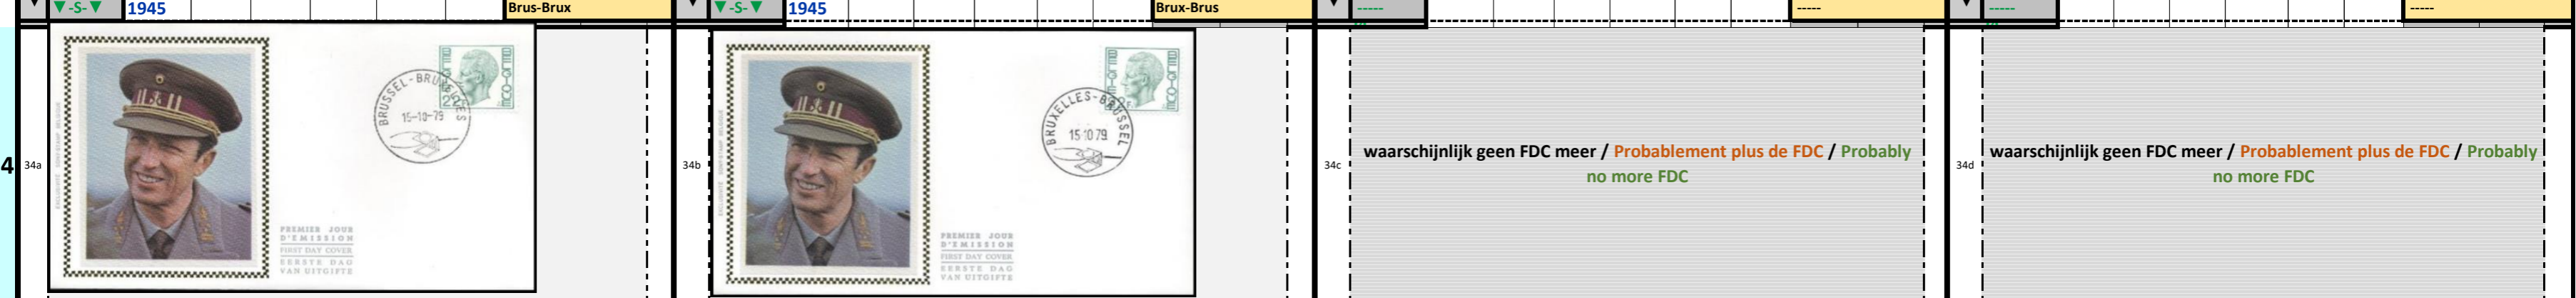 ▼ ▼-S-▼ 1945 Brus-Brux ▼ ▼-S-▼ 1945 Brux-Brus ▼ ----- ----- ▼ ----- -----
4
34a
BRUSSEL-BRUXELLES
15-10-79
PREMIER JOUR
D'EMISSION
FIRST DAY COVER
EERSTE DAG
VAN UITGIFTE
34b
BRUXELLES-BRUSSEL
15 10 79
PREMIER JOUR
D'EMISSION
FIRST DAY COVER
EERSTE DAG
VAN UITGIFTE
34c
waarschijnlijk geen FDC meer / Probablement plus de FDC / Probably
no more FDC
34d
waarschijnlijk geen FDC meer / Probablement plus de FDC / Probably
no more FDC